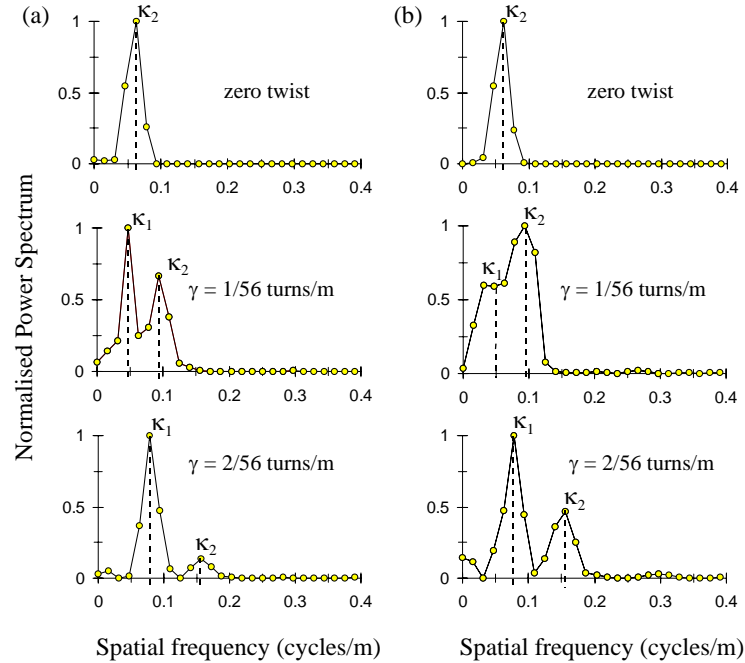 (a)
κ2
1
0.5
0
zero twist
0 0.1 0.2 0.3 0.4
(b)
κ2
1
0.5
0
zero twist
0 0.1 0.2 0.3 0.4
Normalised Power Spectrum
κ1
κ2
1
0.5
0
γ = 1/56 turns/m
0 0.1 0.2 0.3 0.4
κ1
κ2
1
0.5
0
γ = 1/56 turns/m
0 0.1 0.2 0.3 0.4
κ1
κ2
1
0.5
0
γ = 2/56 turns/m
0 0.1 0.2 0.3 0.4
κ1
κ2
1
0.5
0
γ = 2/56 turns/m
0 0.1 0.2 0.3 0.4
Spatial frequency (cycles/m)
Spatial frequency (cycles/m)